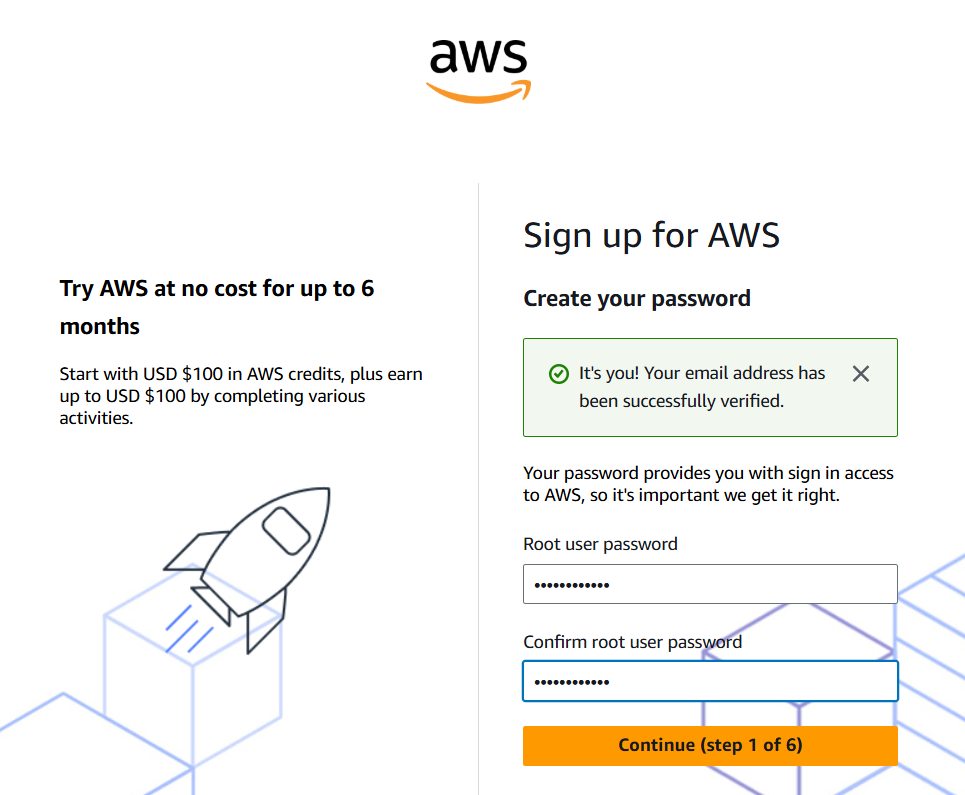 aws
Try AWS at no cost for up to 6
months
Start with USD $100 in AWS credits, plus earn
up to USD $100 by completing various
activities.
Sign up for AWS
Create your password
It's you! Your email address has
been successfully verified.
Your password provides you with sign in access
to AWS, so it's important we get it right.
Root user password
••••••••••••
Confirm root user password
••••••••••••
Continue (step 1 of 6)